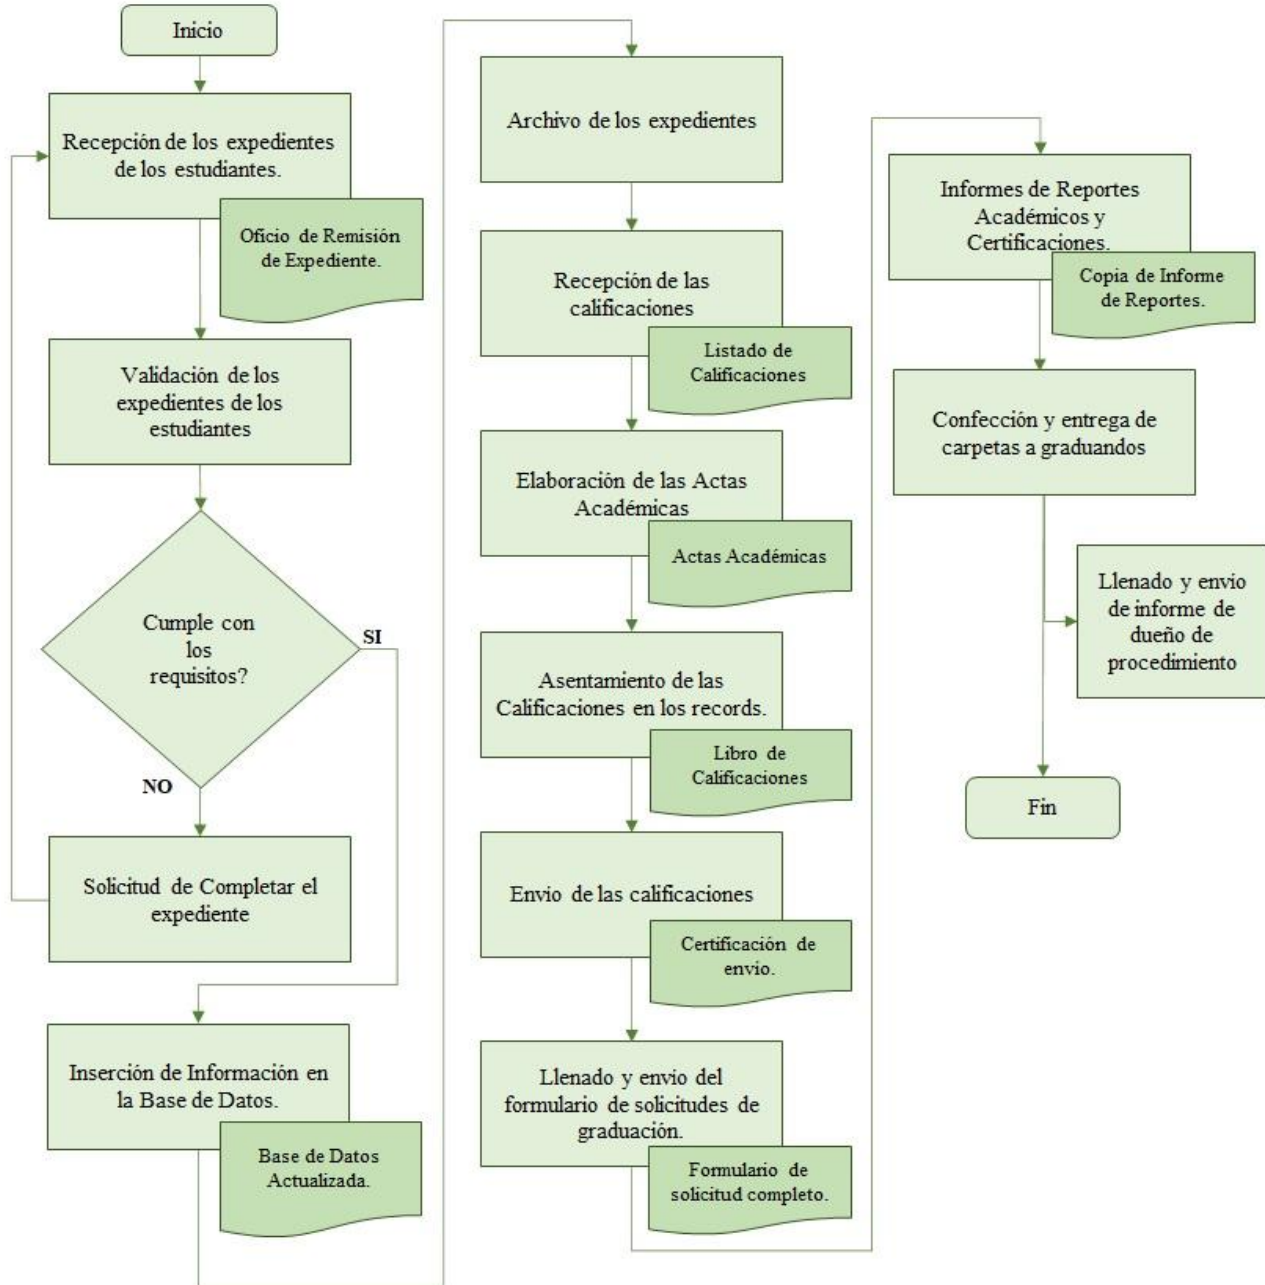 Inicio
Recepción de los expedientes
de los estudiantes.
Oficio de Remisión
de Expediente.
Validación de los
expedientes de los
estudiantes
Cumple con
los
requisitos?
SI
NO
Solicitud de Completar el
expediente
Inserción de Información en
la Base de Datos.
Base de Datos
Actualizada.
Archivo de los expedientes
Recepción de las
calificaciones
Listado de
Calificaciones
Elaboración de las Actas
Académicas
Actas Académicas
Asentamiento de las
Calificaciones en los records.
Libro de
Calificaciones
Envio de las calificaciones
Certificación de
envio.
Llenado y envio del
formulario de solicitudes de
graduación.
Formulario de
solicitud completo.
Informes de Reportes
Académicos y
Certificaciones.
Copia de Informe
de Reportes.
Confección y entrega de
carpetas a graduandos
Llenado y envio
de informe de
dueño de
procedimiento
Fin